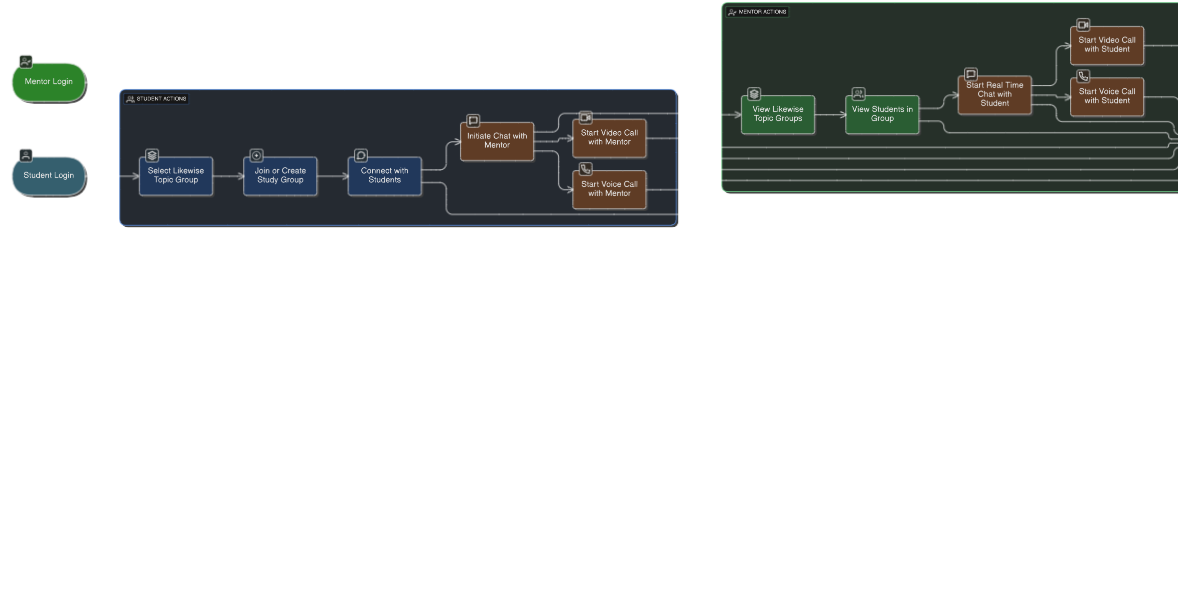 Mentor Login
Student Login
STUDENT ACTIONS
Select Likewise
Topic Group
Join or Create
Study Group
Connect with
Students
Initiate Chat with
Mentor
Start Video Call
with Mentor
Start Voice Call
with Mentor
MENTOR ACTIONS
View Likewise
Topic Groups
View Students in
Group
Start Real Time
Chat with
Student
Start Video Call
with Student
Start Voice Call
with Student